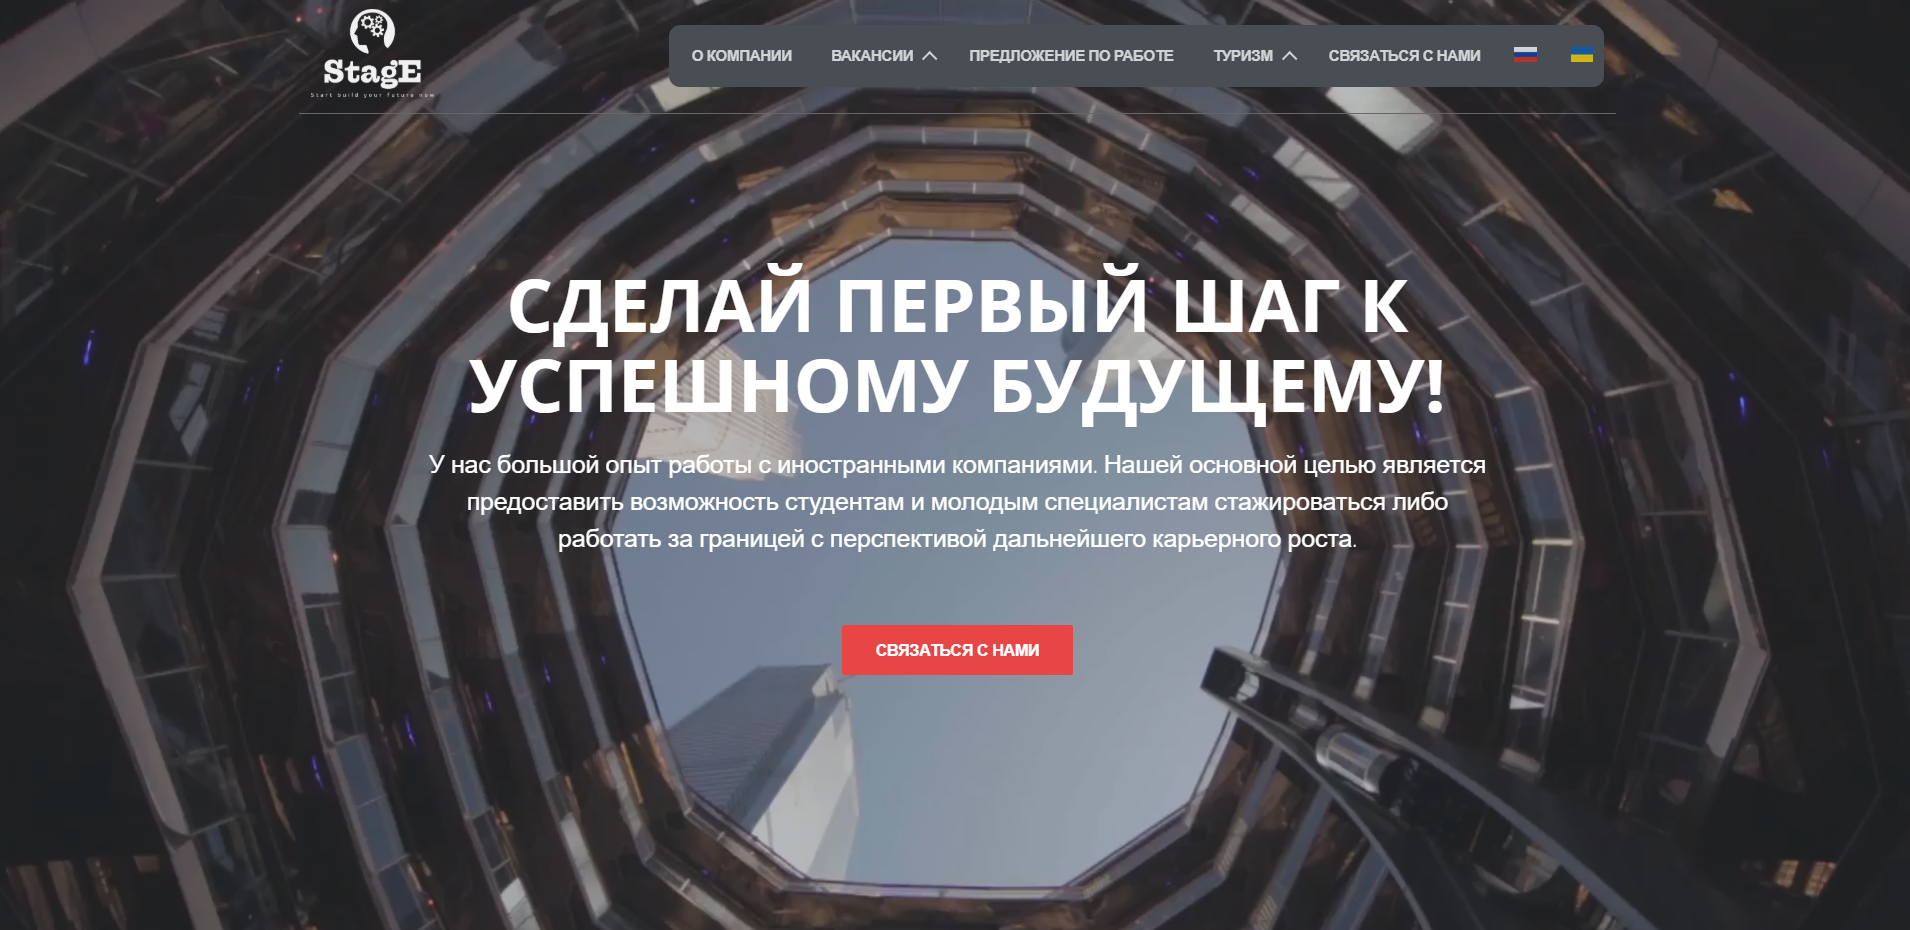 StagE
Start build your future now
О КОМПАНИИ
ВАКАНСИИ
ПРЕДЛОЖЕНИЕ ПО РАБОТЕ
ТУРИЗМ
СВЯЗАТЬСЯ С НАМИ
СДЕЛАЙ ПЕРВЫЙ ШАГ К
УСПЕШНОМУ БУДУЩЕМУ!
У нас большой опыт работы с иностранными компаниями. Нашей основной целью является
предоставить возможность студентам и молодым специалистам стажироваться либо
работать за границей с перспективой дальнейшего карьерного роста.
СВЯЗАТЬСЯ С НАМИ